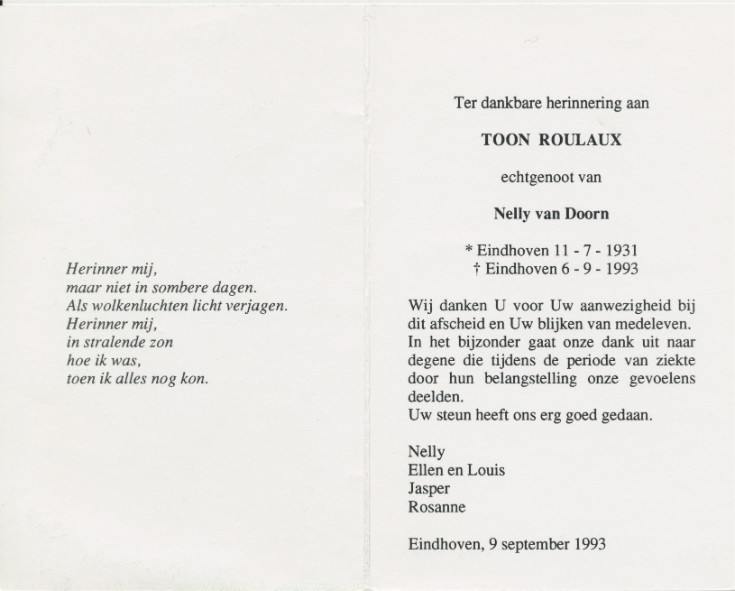 Herinner mij,
maar niet in sombere dagen.
Als wolkenluchten licht verjagen.
Herinner mij,
in stralende zon
hoe ik was,
toen ik alles nog kon.
Ter dankbare herinnering aan
TOON ROULAUX
echtgenoot van
Nelly van Doorn
* Eindhoven 11 - 7 - 1931
† Eindhoven 6 - 9 - 1993
Wij danken U voor Uw aanwezigheid bij
dit afscheid en Uw blijken van medeleven.
In het bijzonder gaat onze dank uit naar
degene die tijdens de periode van ziekte
door hun belangstelling onze gevoelens
deelden.
Uw steun heeft ons erg goed gedaan.
Nelly
Ellen en Louis
Jasper
Rosanne
Eindhoven, 9 september 1993